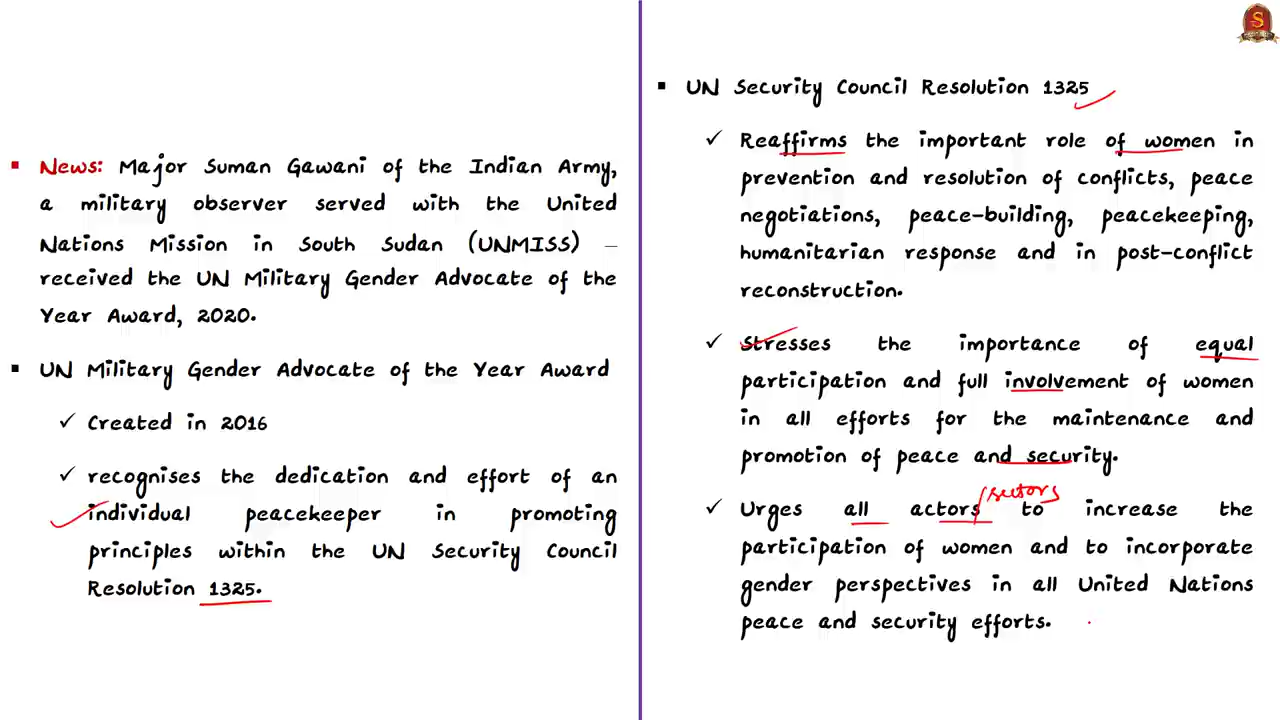 News: Major Suman Gawani of the Indian Army,
a military observer served with the United
Nations Mission in South Sudan (UNMISS) –
received the UN Military Gender Advocate of the
Year Award, 2020.
UN Military Gender Advocate of the Year Award
Created in 2016
recognises the dedication and effort of an
individual peacekeeper in promoting
principles within the UN Security Council
Resolution 1325.
S
UN Security Council Resolution 1325
Reaffirms the important role of women in
prevention and resolution of conflicts, peace
negotiations, peace-building, peacekeeping,
humanitarian response and in post-conflict
reconstruction.
Stresses the importance of equal
participation and full involvement of women
in all efforts for the maintenance and
promotion of peace and security.
/sectors
Urges all actors to increase the
participation of women and to incorporate
gender perspectives in all United Nations
peace and security efforts.